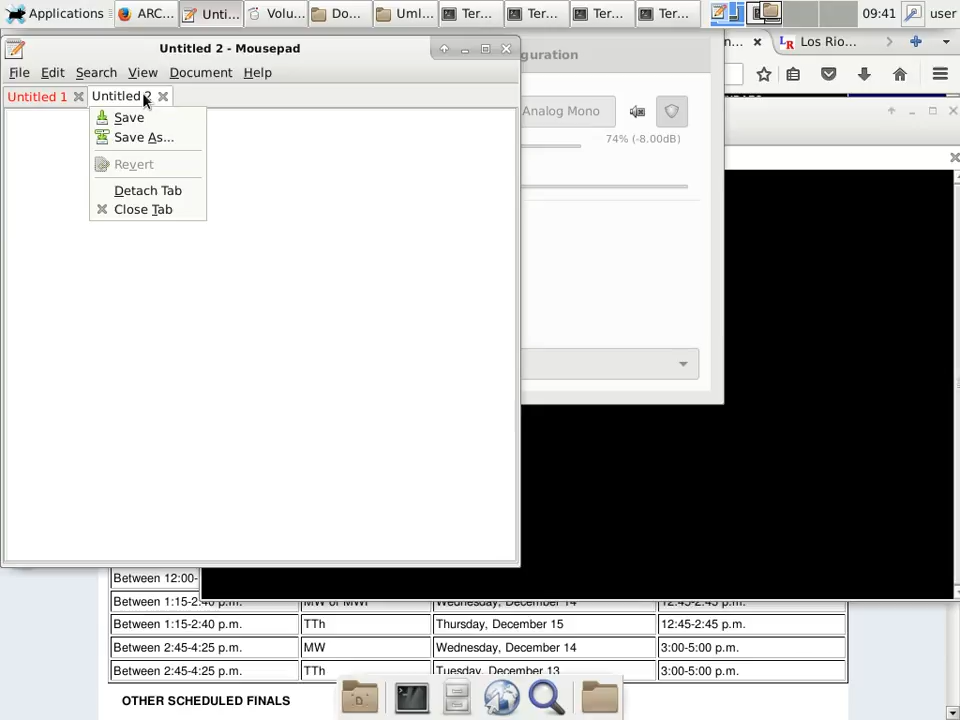 Applications ARC... Unti... Volu... Do... Uml... Ter... Ter... Ter... Ter... 09:41 user
Untitled 2 - Mousepad
File Edit Search View Document Help
Untitled 1 Untitled 2
Save
Save As...
Revert
Detach Tab
Close Tab
guration
Analog Mono
74% (-8.00dB)
n... Los Rio...
Between 12:00-
Between 1:15-2:40 p.m. MW or MWF Wednesday, December 14 12:45-2:45 p.m.
Between 1:15-2:40 p.m. TTh Thursday, December 15 12:45-2:45 p.m.
Between 2:45-4:25 p.m. MW Wednesday, December 14 3:00-5:00 p.m.
Between 2:45-4:25 p.m. TTh Tuesday, December 13 3:00-5:00 p.m.
OTHER SCHEDULED FINALS